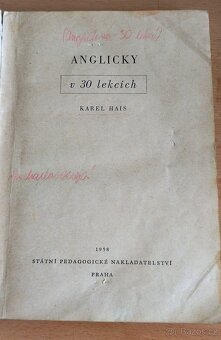 ANGLICKY
v 30 lekcích
KAREL HAIS
1958
STÁTNÍ PEDAGOGICKÉ NAKLADATELSTVÍ
PRAHA